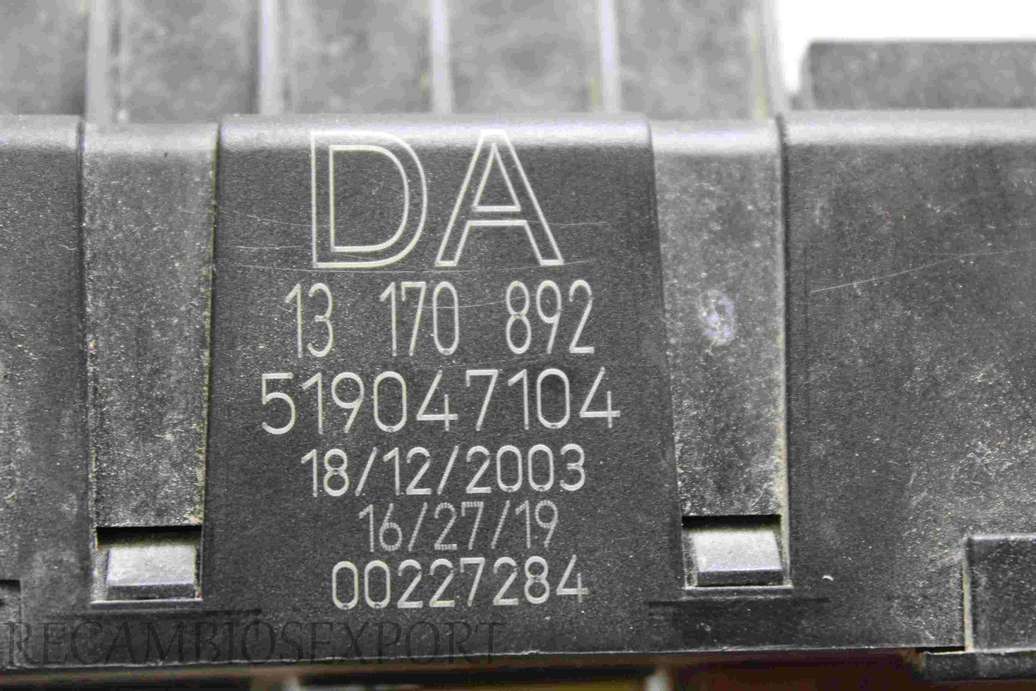 DA
13 170 892
519047104
18/12/2003
16/27/19
00227284
RECAMBIOSEXPORT